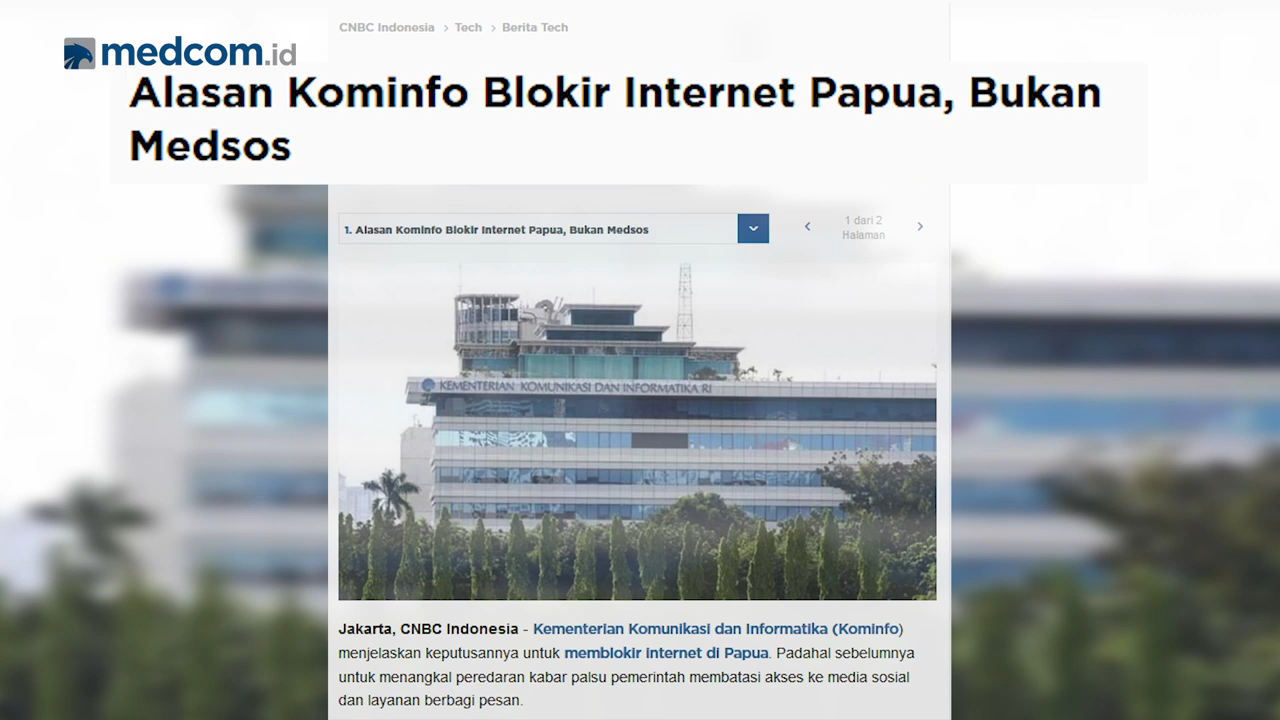 CNBC Indonesia > Tech > Berita Tech
medcom.id
Alasan Kominfo Blokir Internet Papua, Bukan
Medsos
1. Alasan Kominfo Blokir Internet Papua, Bukan Medsos
1 dari 2
Halaman
KEMENTERIAN KOMUNIKASI DAN INFORMATIKA RI
Jakarta, CNBC Indonesia - Kementerian Komunikasi dan Informatika (Kominfo)
menjelaskan keputusannya untuk memblokir internet di Papua. Padahal sebelumnya
untuk menangkal peredaran kabar palsu pemerintah membatasi akses ke media sosial
dan layanan berbagi pesan.